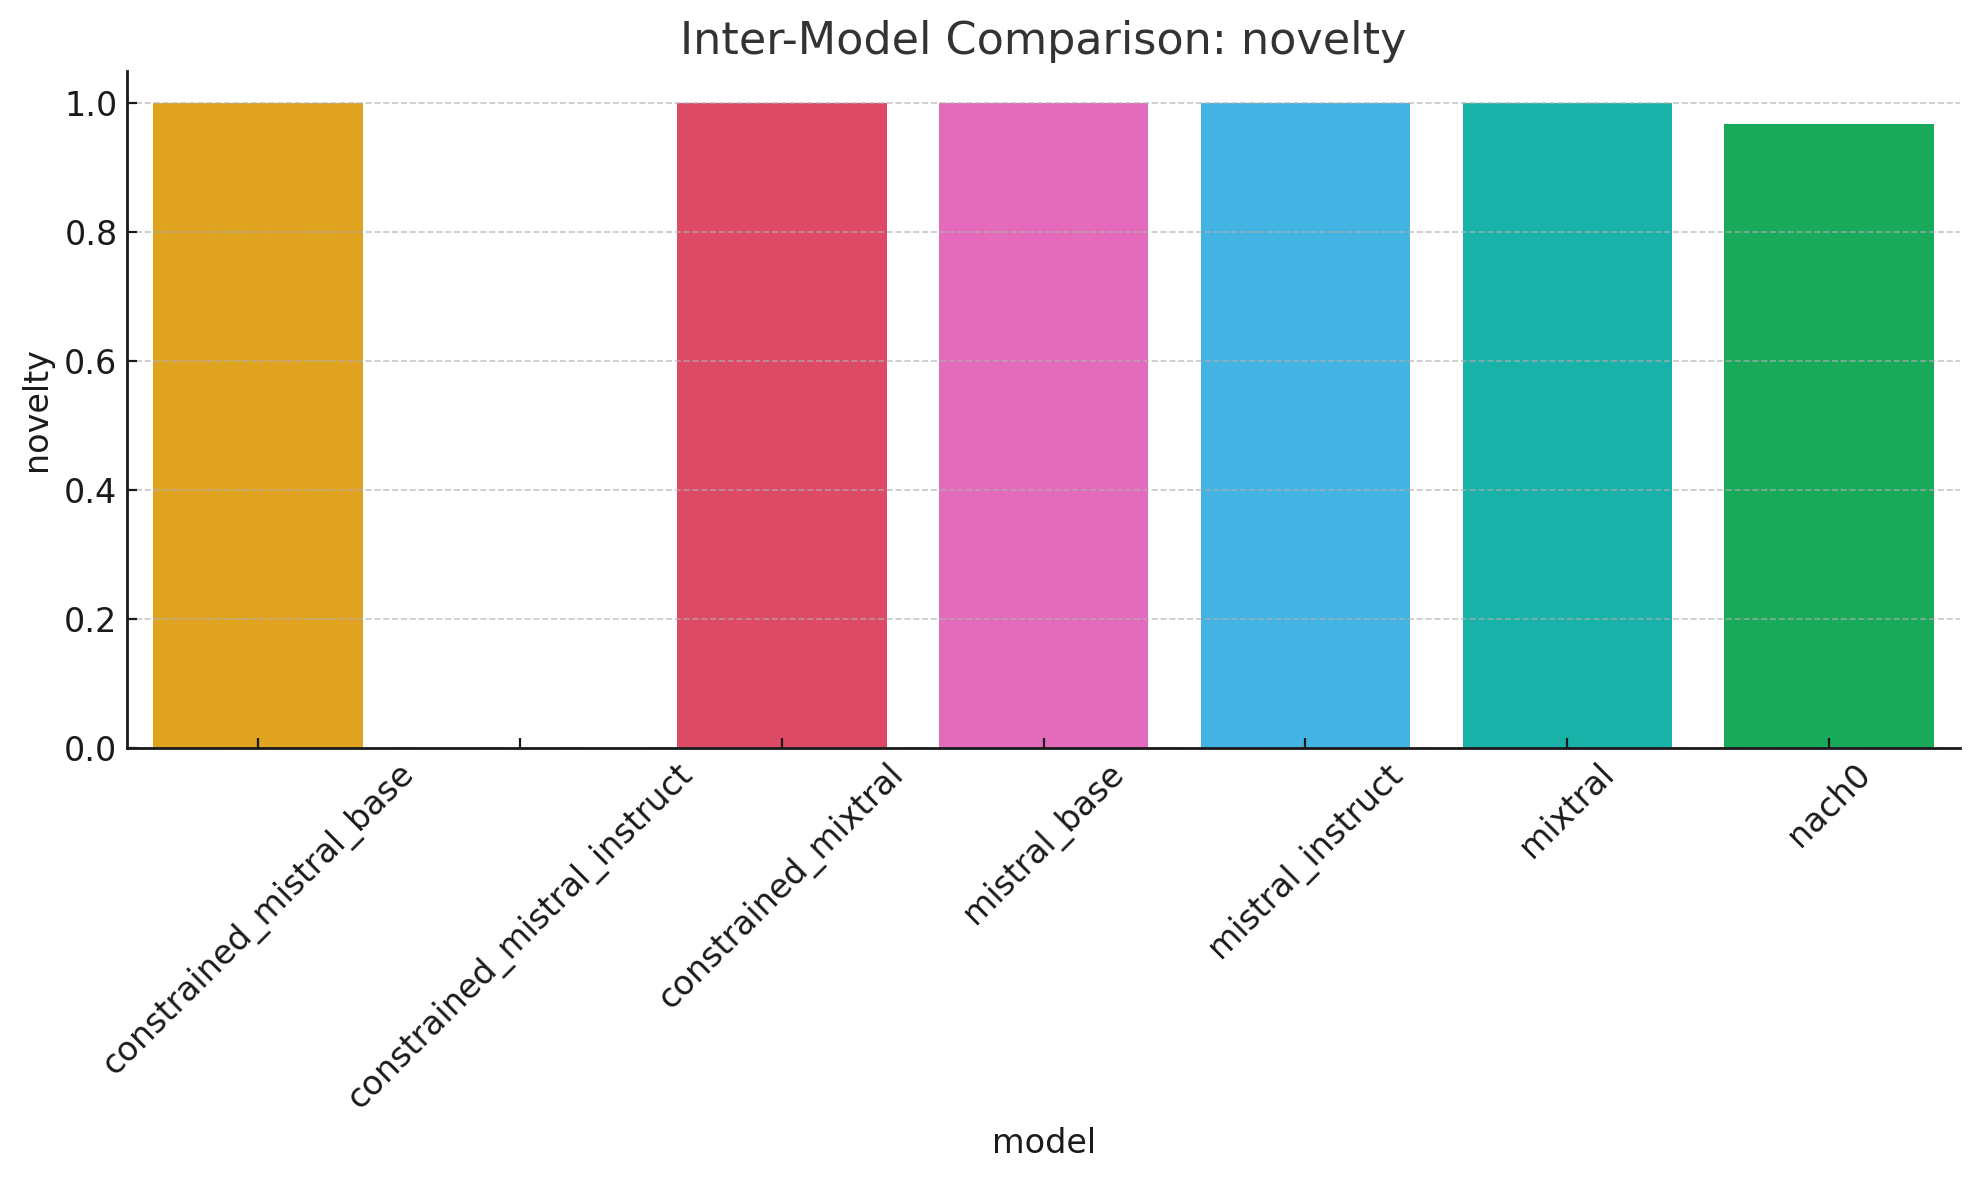 Inter-Model Comparison: novelty
novelty
1.0
0.8
0.6
0.4
0.2
0.0
constrained_mistral_base
constrained_mistral_instruct
constrained_mixtral
mistral_base
mistral_instruct
mixtral
nach0
model